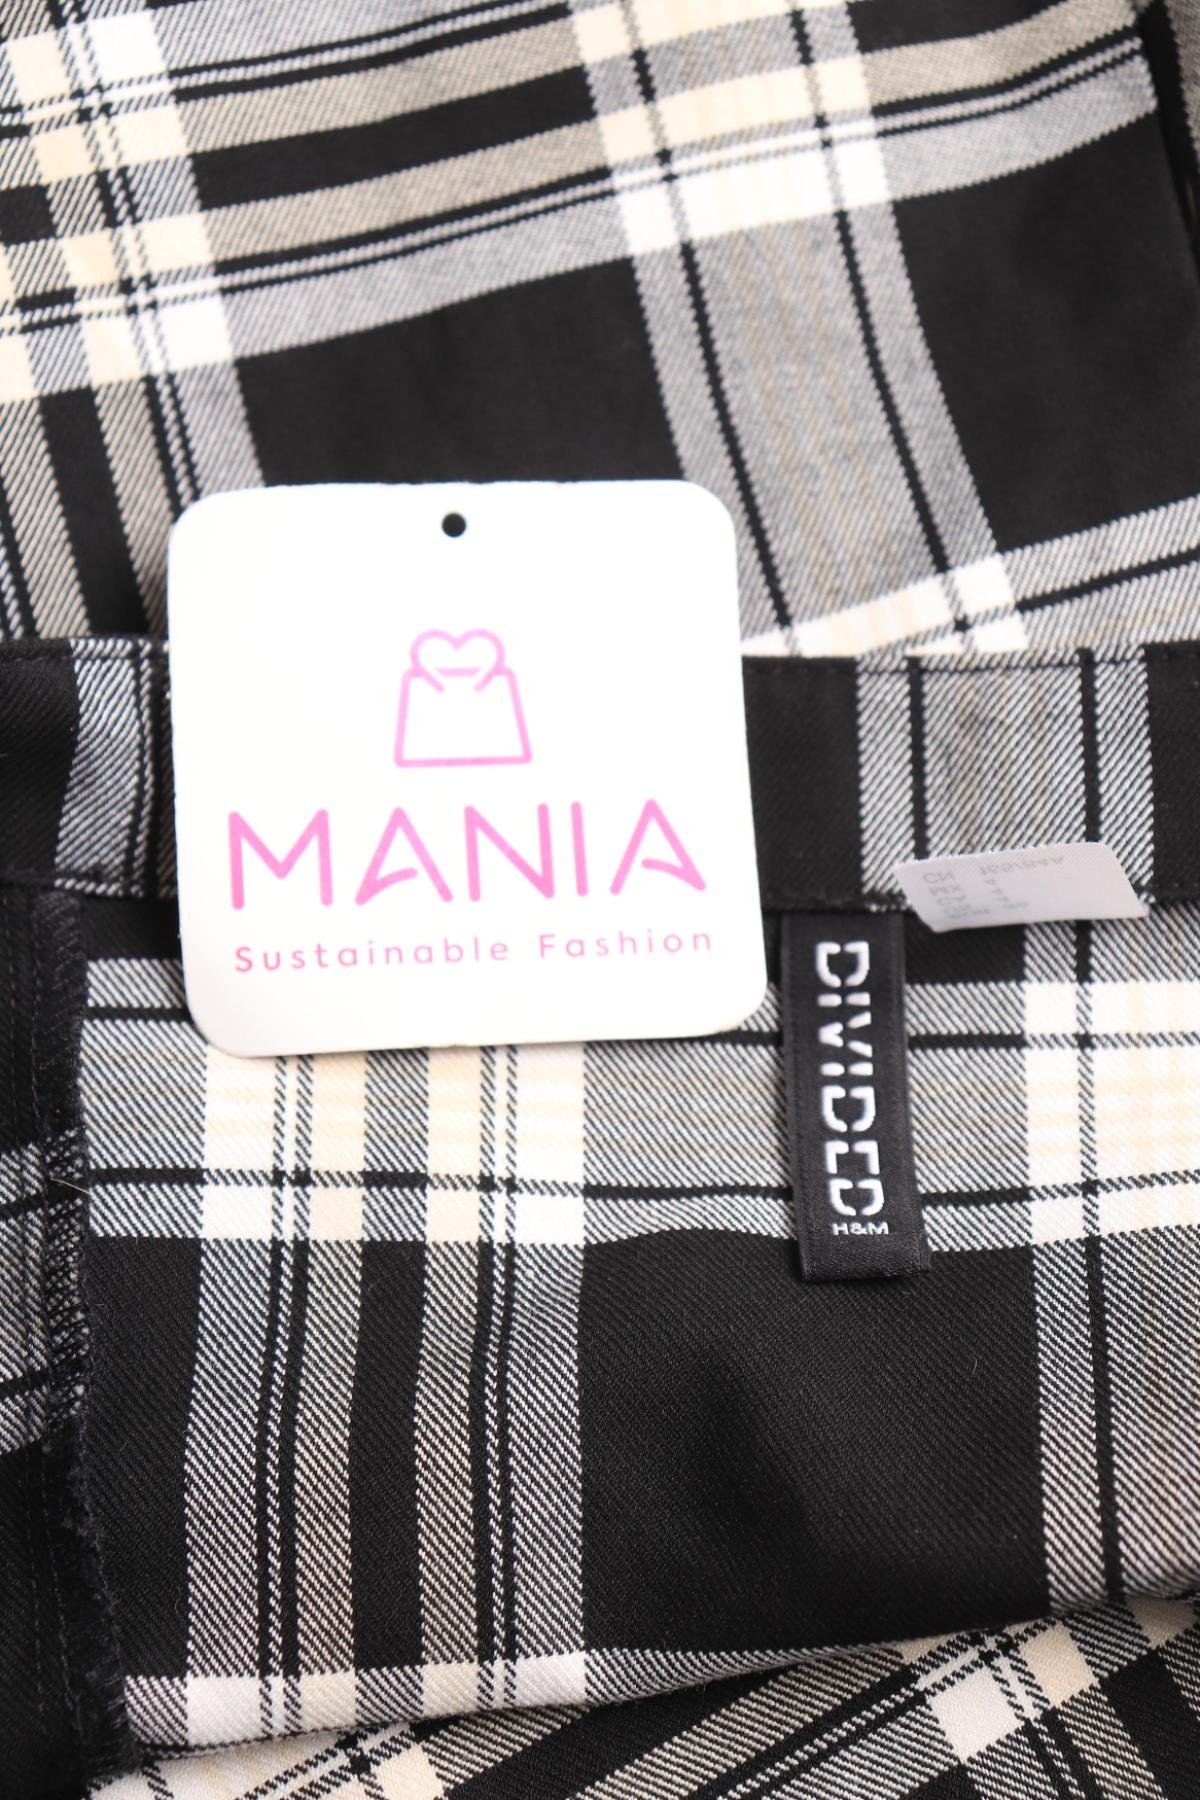 MANIA
Sustainable Fashion
DIVIDED
H&M